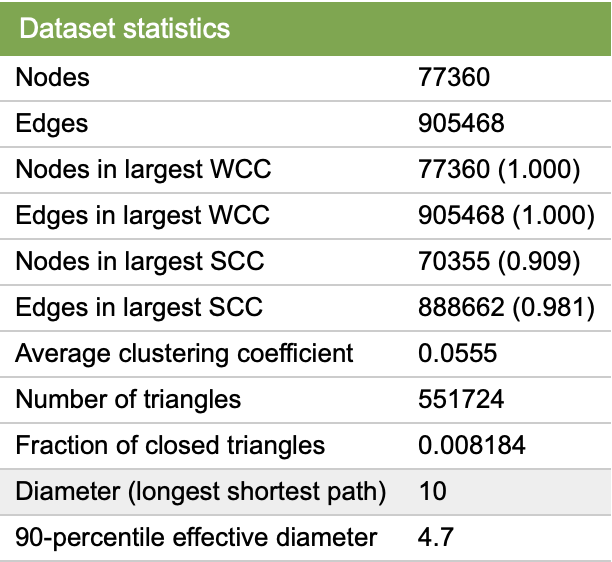 Dataset statistics
Nodes 77360
Edges 905468
Nodes in largest WCC 77360 (1.000)
Edges in largest WCC 905468 (1.000)
Nodes in largest SCC 70355 (0.909)
Edges in largest SCC 888662 (0.981)
Average clustering coefficient 0.0555
Number of triangles 551724
Fraction of closed triangles 0.008184
Diameter (longest shortest path) 10
90-percentile effective diameter 4.7